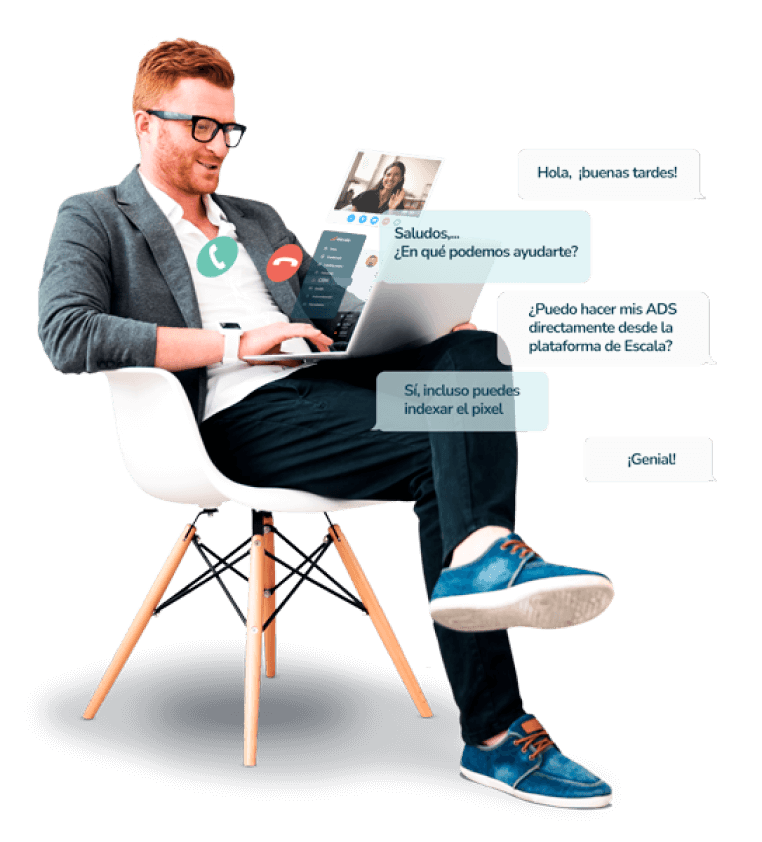 Hola, ¡buenas tardes!
Saludos,...
¿En qué podemos ayudarte?
¿Puedo hacer mis ADS
directamente desde la
plataforma de Escala?
Sí, incluso puedes
indexar el pixel
¡Genial!